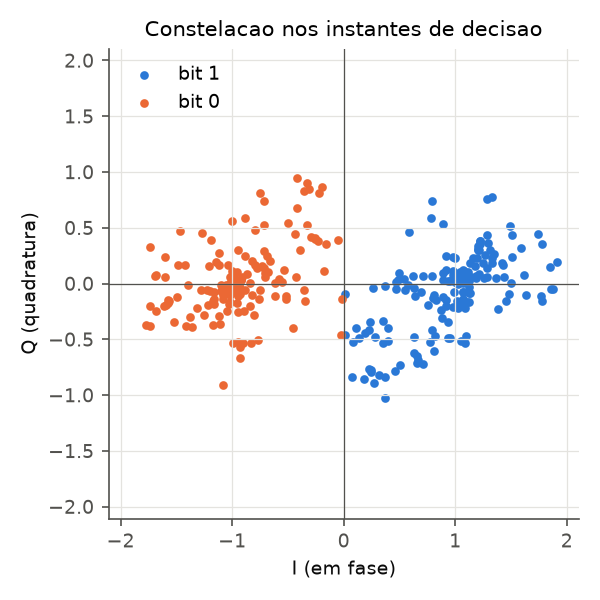 Constelacao nos instantes de decisao
bit 1
bit 0
2.0
1.5
1.0
0.5
0.0
−0.5
−1.0
−1.5
−2.0
Q (quadratura)
−2 −1 0 1 2
I (em fase)